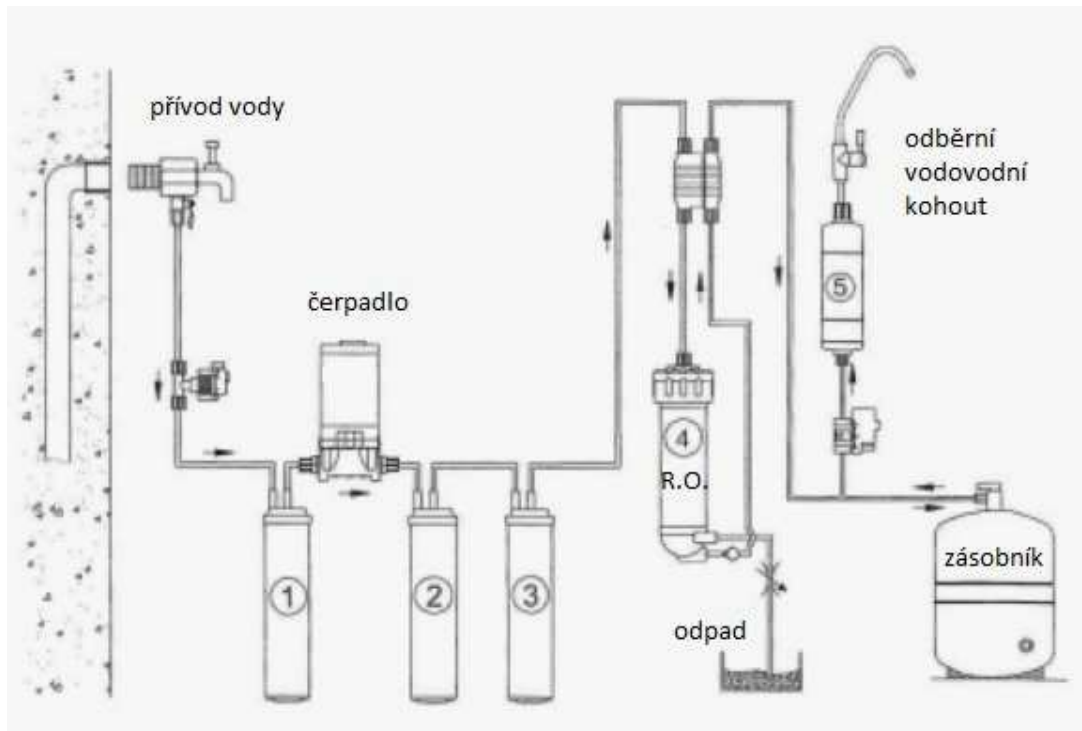 přívod vody
odběrní
vodovodní
kohout
čerpadlo
5
4
R.O.
1
2
3
zásobník
odpad